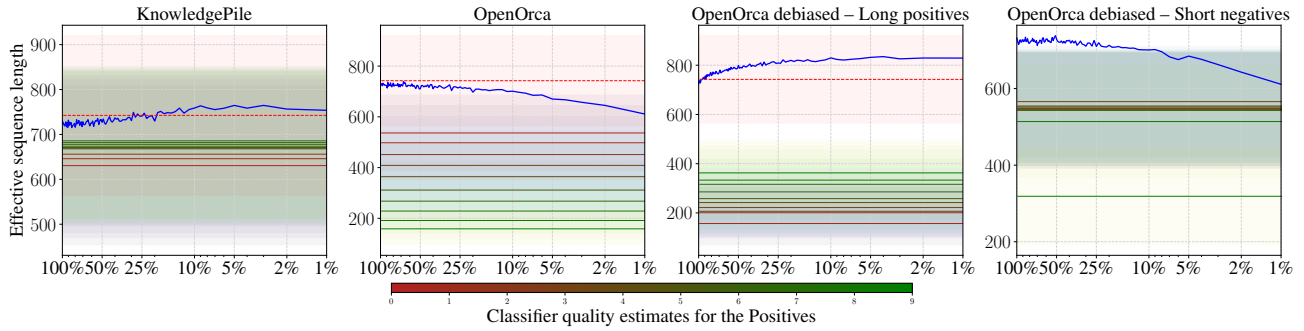 KnowledgePile
OpenOrca
OpenOrca debiased – Long positives
OpenOrca debiased – Short negatives
Effective sequence length
900
800
700
600
500
100% 50% 25% 10% 5% 2% 1%
800
600
400
200
100% 50% 25% 10% 5% 2% 1%
800
600
400
200
100% 50% 25% 10% 5% 2% 1%
600
400
200
100% 50% 25% 10% 5% 2% 1%
0 1 2 3 4 5 6 7 8 9
Classifier quality estimates for the Positives